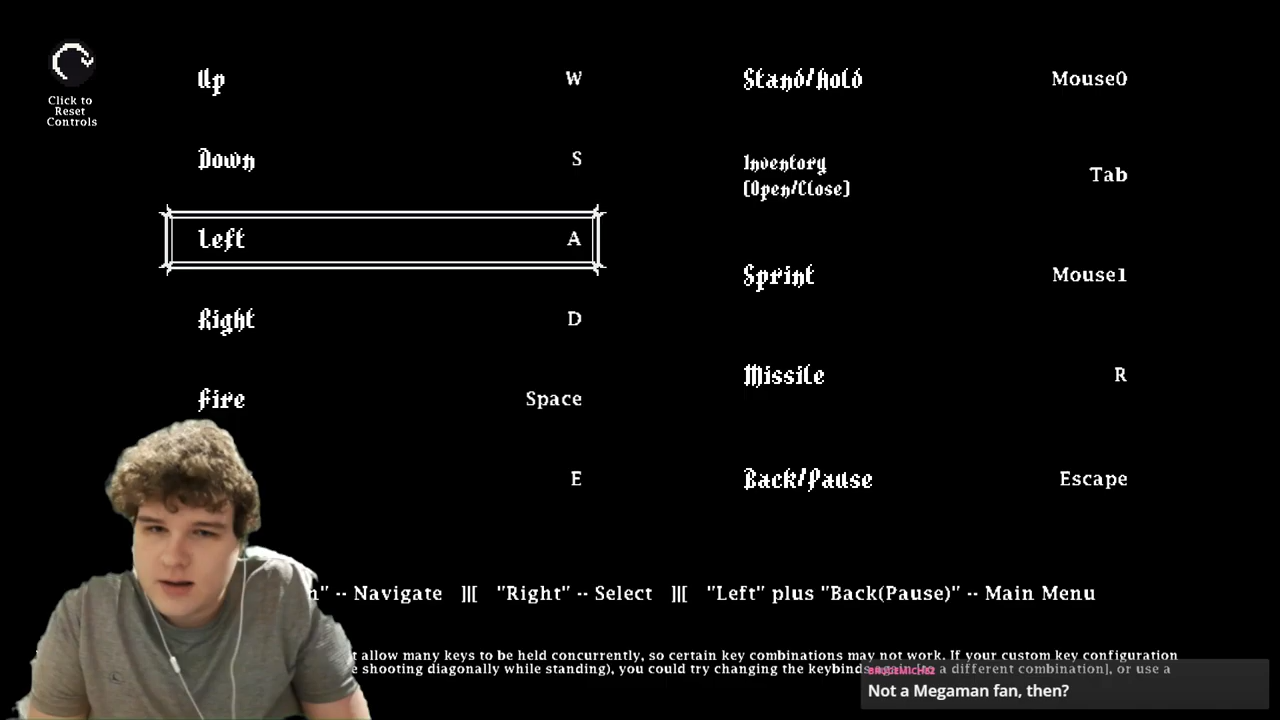 Click to
Reset
Controls
Up W
Down S
Left A
Right D
Fire Space
E
Stand/Hold Mouse0
Inventory
(Open/Close) Tab
Sprint Mouse1
Missile R
Back/Pause Escape
-- Navigate ][ "Right" -- Select ][ "Left" plus "Back(Pause)" -- Main Menu
allow many keys to be held concurrently, so certain key combinations may not work. If your custom key configuration
shooting diagonally while standing), you could try changing the keybinds again [to a different combination], or use a
Not a Megaman fan, then?